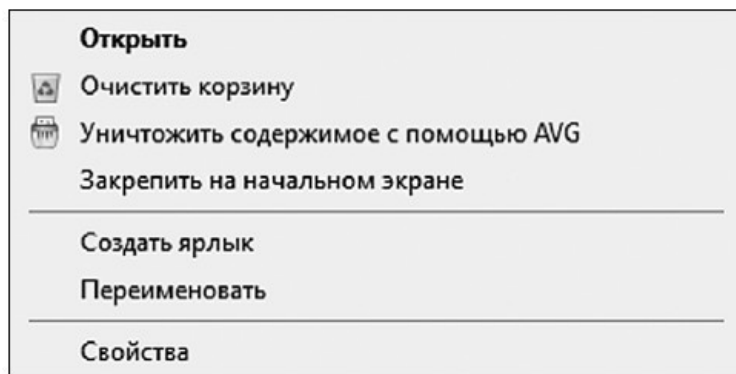 Открыть
Очистить корзину
Уничтожить содержимое с помощью AVG
Закрепить на начальном экране
Создать ярлык
Переименовать
Свойства